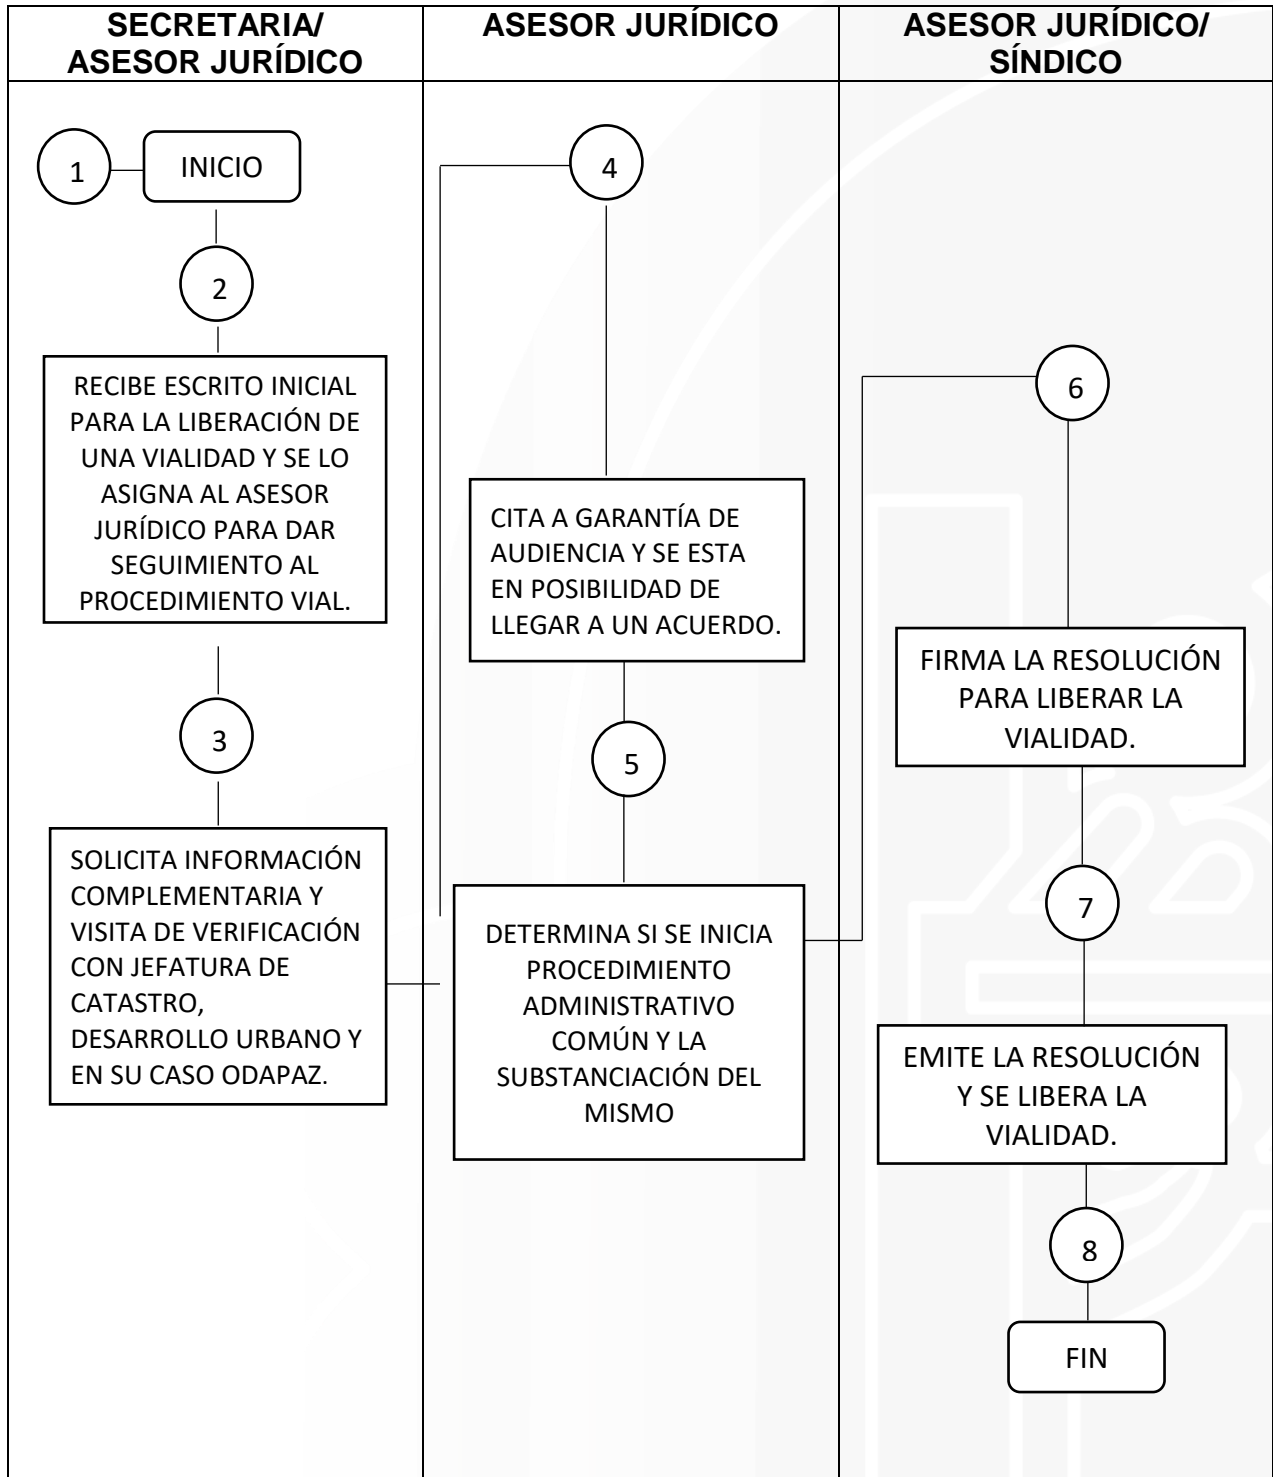 SECRETARIA/
ASESOR JURÍDICO
ASESOR JURÍDICO
ASESOR JURÍDICO/
SÍNDICO
1
INICIO
2
RECIBE ESCRITO INICIAL
PARA LA LIBERACIÓN DE
UNA VIALIDAD Y SE LO
ASIGNA AL ASESOR
JURÍDICO PARA DAR
SEGUIMIENTO AL
PROCEDIMIENTO VIAL.
3
SOLICITA INFORMACIÓN
COMPLEMENTARIA Y
VISITA DE VERIFICACIÓN
CON JEFATURA DE
CATASTRO,
DESARROLLO URBANO Y
EN SU CASO ODAPAZ.
4
CITA A GARANTÍA DE
AUDIENCIA Y SE ESTA
EN POSIBILIDAD DE
LLEGAR A UN ACUERDO.
5
DETERMINA SI SE INICIA
PROCEDIMIENTO
ADMINISTRATIVO
COMÚN Y LA
SUBSTANCIACIÓN DEL
MISMO
6
FIRMA LA RESOLUCIÓN
PARA LIBERAR LA
VIALIDAD.
7
EMITE LA RESOLUCIÓN
Y SE LIBERA LA
VIALIDAD.
8
FIN